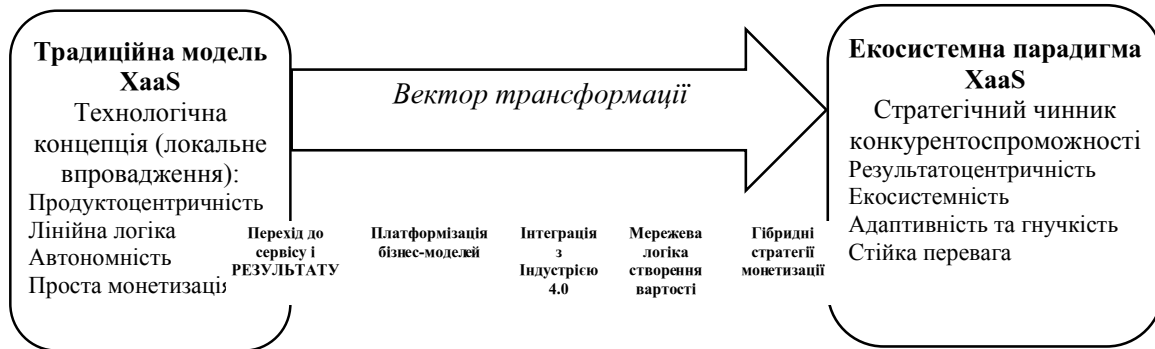 Традиційна модель
XaaS
Технологічна
концепція (локальне
впровадження):
Продуктоцентричність
Лінійна логіка
Автономність
Проста монетизація
Вектор трансформації
Перехід до
сервісу і
РЕЗУЛЬТАТУ
Платформізація
бізнес-моделей
Інтеграція
з
Індустрією
4.0
Мережева
логіка
створення
вартості
Гібридні
стратегії
монетизації
Екосистемна парадигма
XaaS
Стратегічний чинник
конкурентоспроможності
Результатоцентричність
Екосистемність
Адаптивність та гнучкість
Стійка перевага